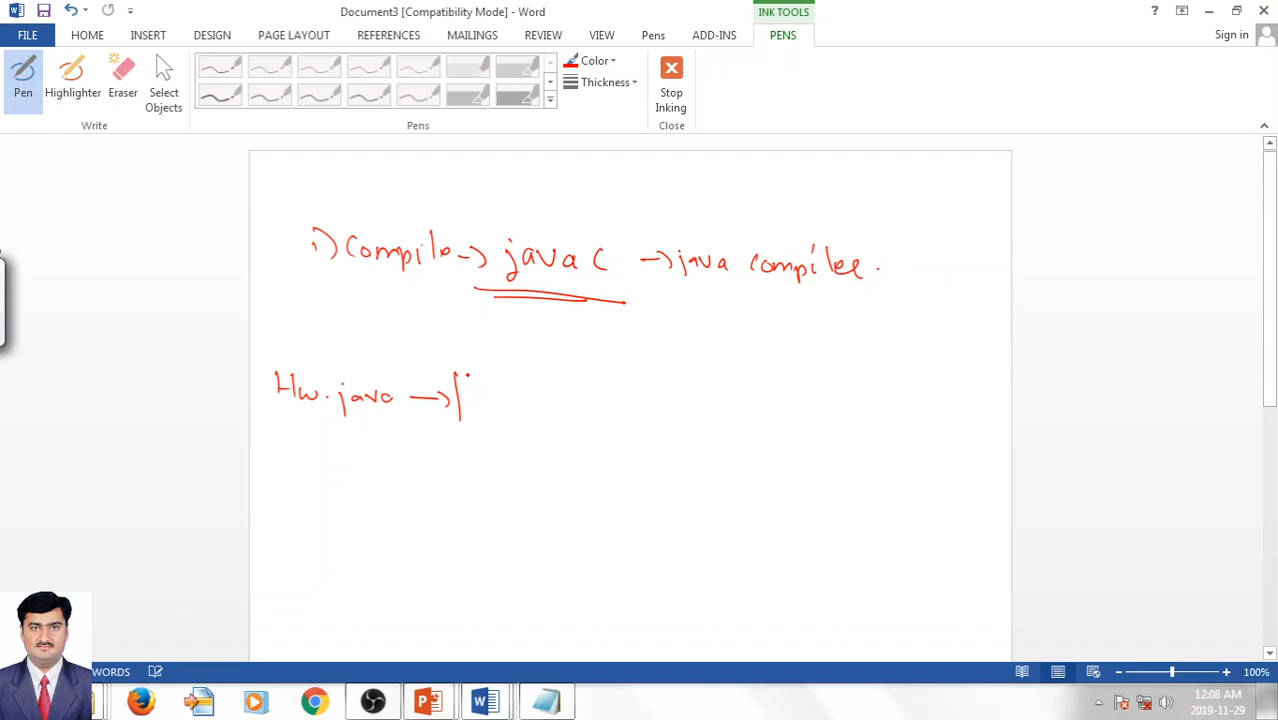 Document3 [Compatibility Mode] - Word
INK TOOLS
?
FILE HOME INSERT DESIGN PAGE LAYOUT REFERENCES MAILINGS REVIEW VIEW Pens ADD-INS PENS Sign in
Pen Highlighter Eraser Select Objects
Color
Thickness
Stop Inking
Write Pens Close
i) Compile → javac → java compiler.
Hw.java →
WORDS 100%
12:08 AM
2019-11-29